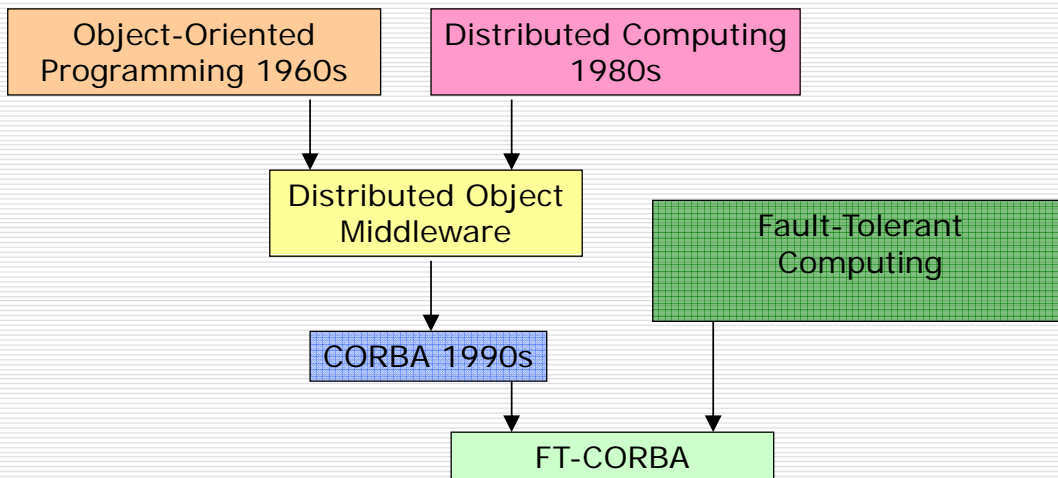 Object-Oriented
Programming 1960s
Distributed Computing
1980s
Distributed Object
Middleware
Fault-Tolerant
Computing
CORBA 1990s
FT-CORBA